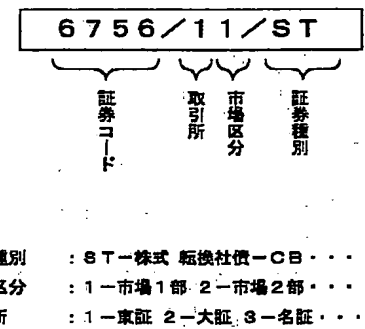 6756/11/ST
証券コード
取引所
市場区分
証券種別
種別 : ST-株式 転換社債-CB・・・
区分 : 1-市場1部 2-市場2部・・・
所 : 1-東証 2-大証 3-名証・・・